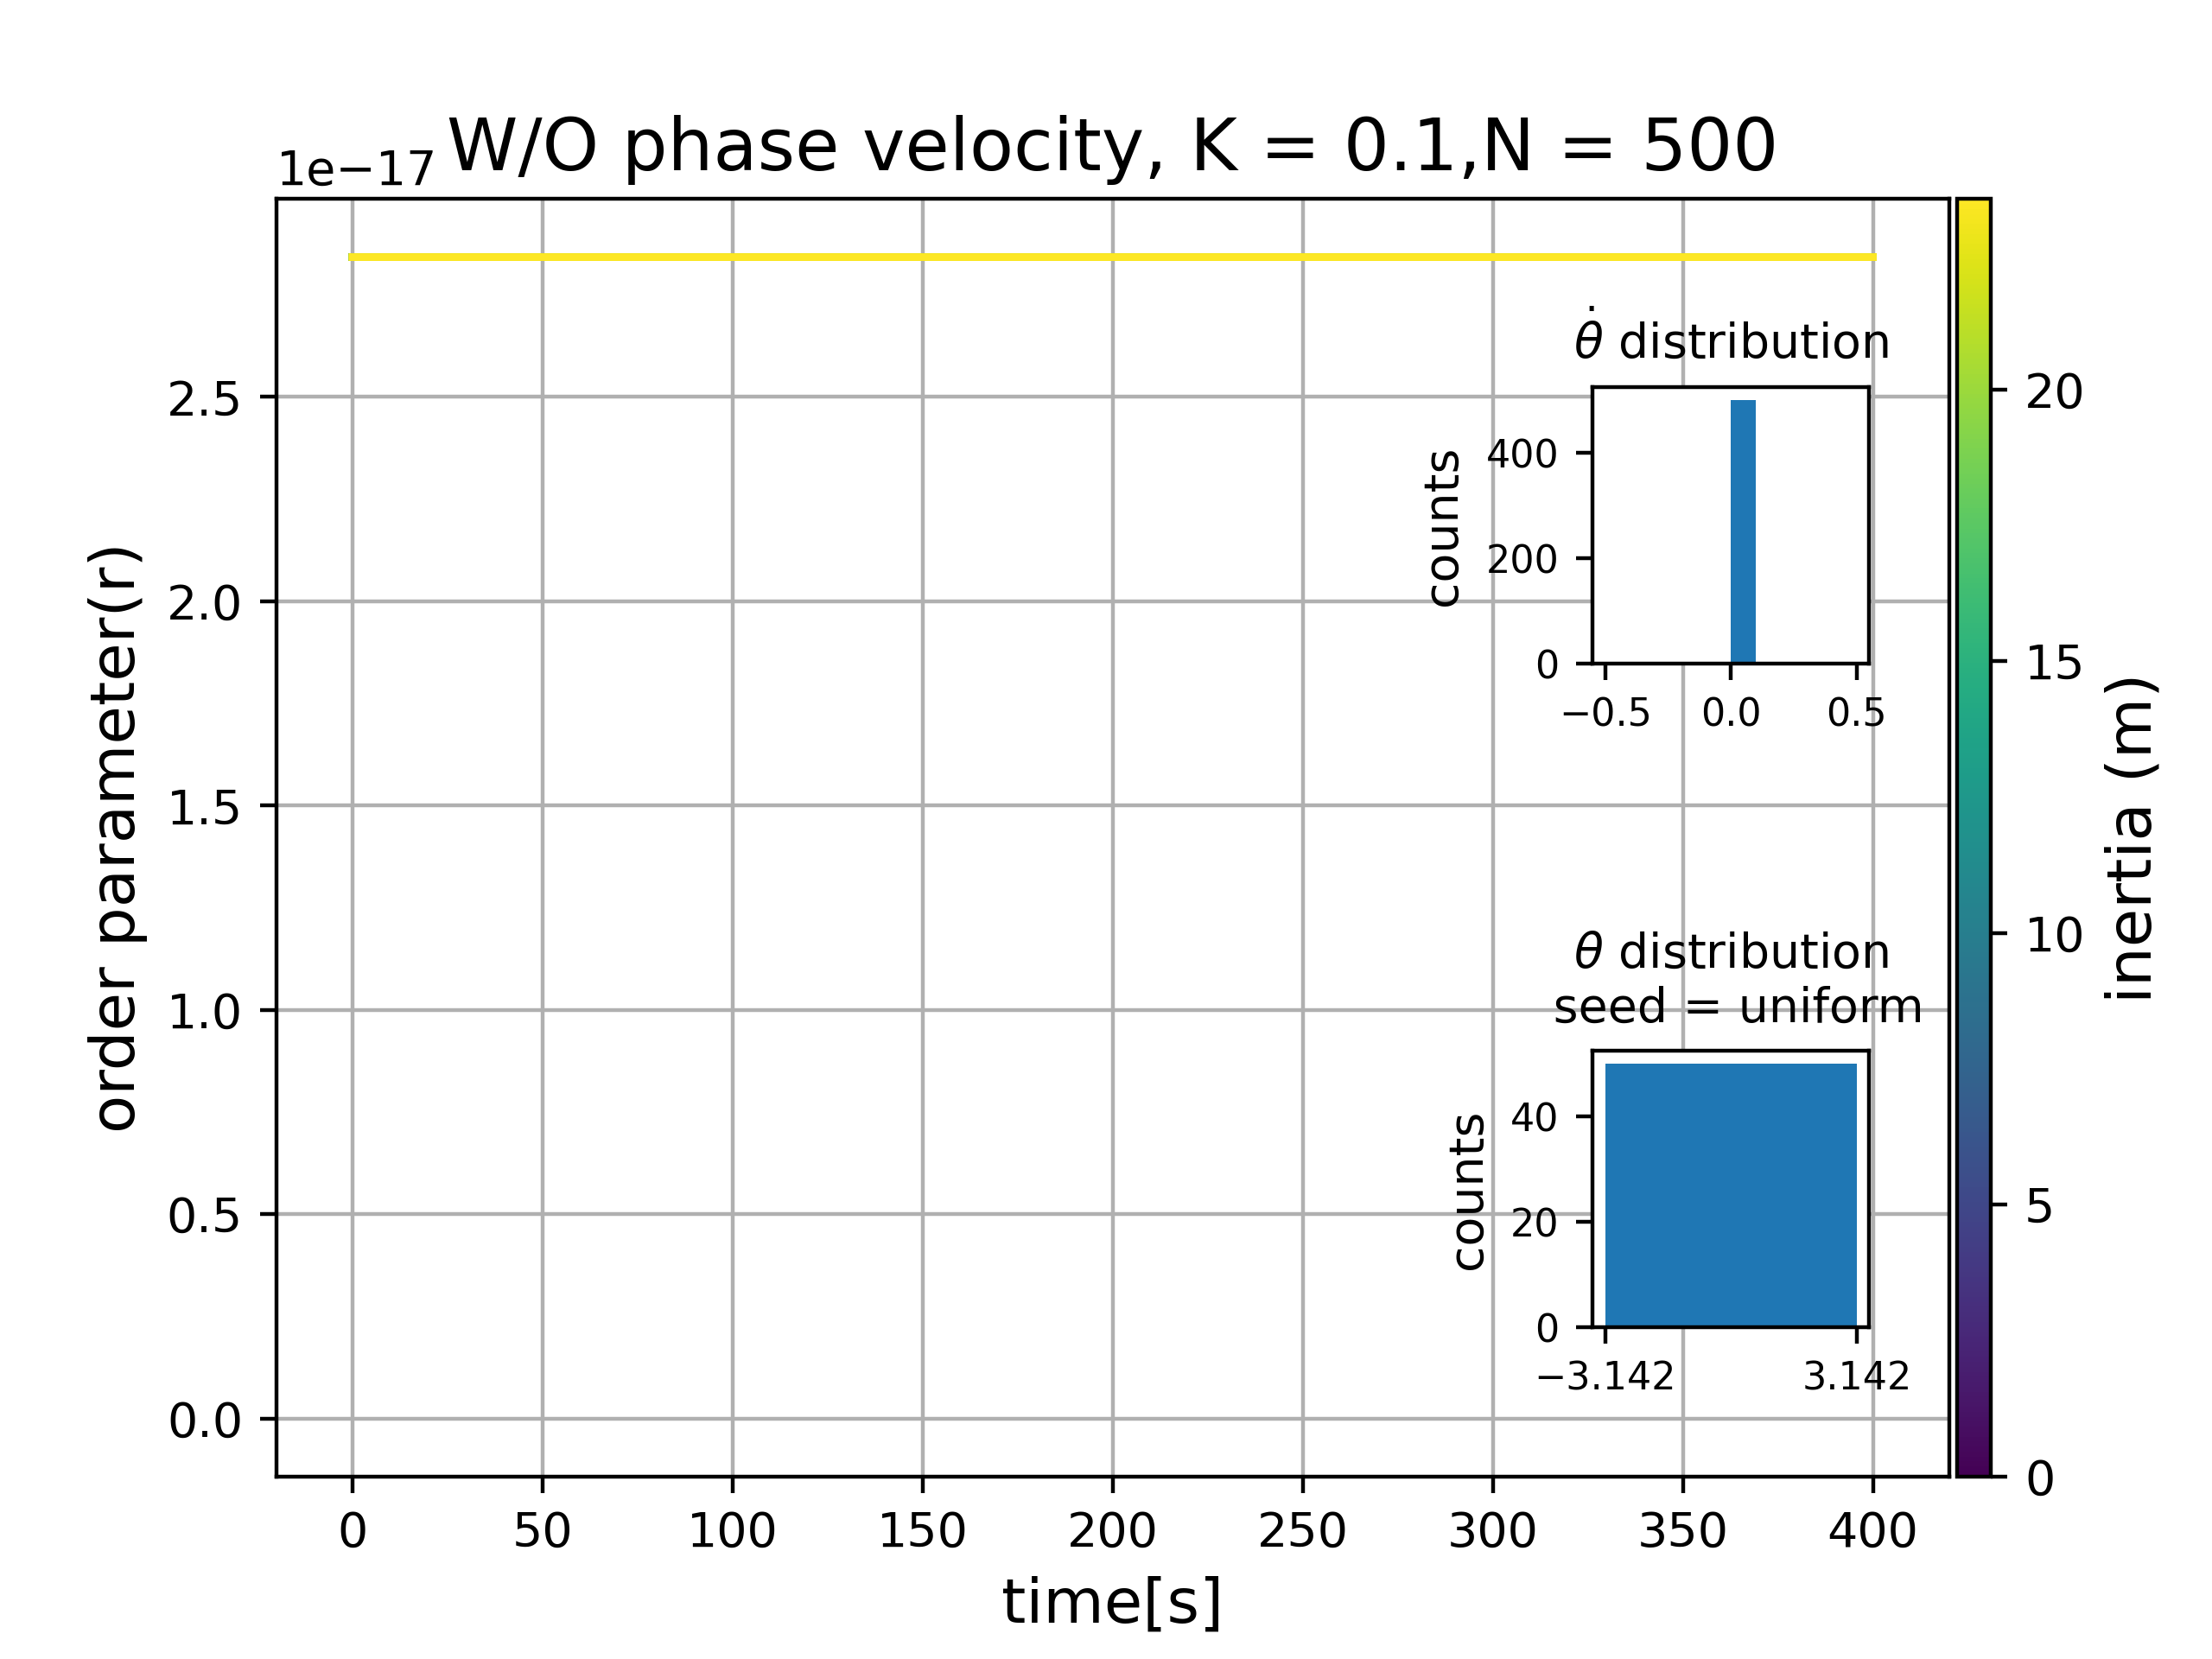 W/O phase velocity, K = 0.1,N = 500
1e−17
order parameter(r)
2.5
2.0
1.5
1.0
0.5
0.0
0 50 100 150 200 250 300 350 400
time[s]
θ̇ distribution
counts
400
200
0
−0.5 0.0 0.5
θ distribution
seed = uniform
counts
40
20
0
−3.142 3.142
20
15
10
5
0
inertia (m)